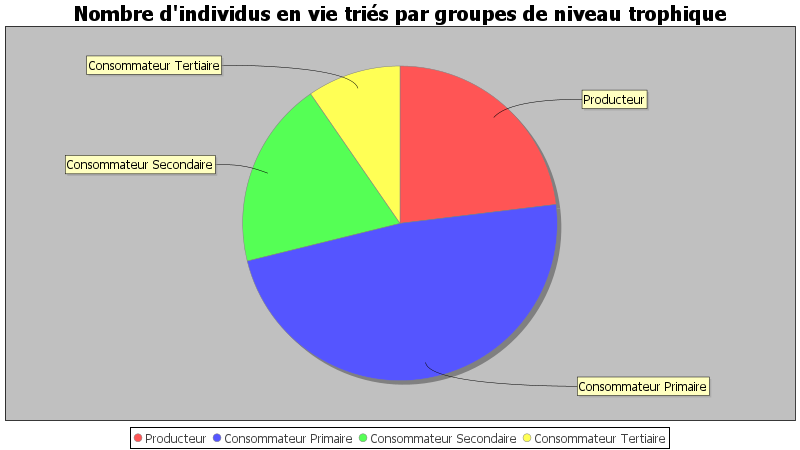 Nombre d'individus en vie triés par groupes de niveau trophique
Consommateur Tertiaire
Producteur
Consommateur Secondaire
Consommateur Primaire
Producteur Consommateur Primaire Consommateur Secondaire Consommateur Tertiaire